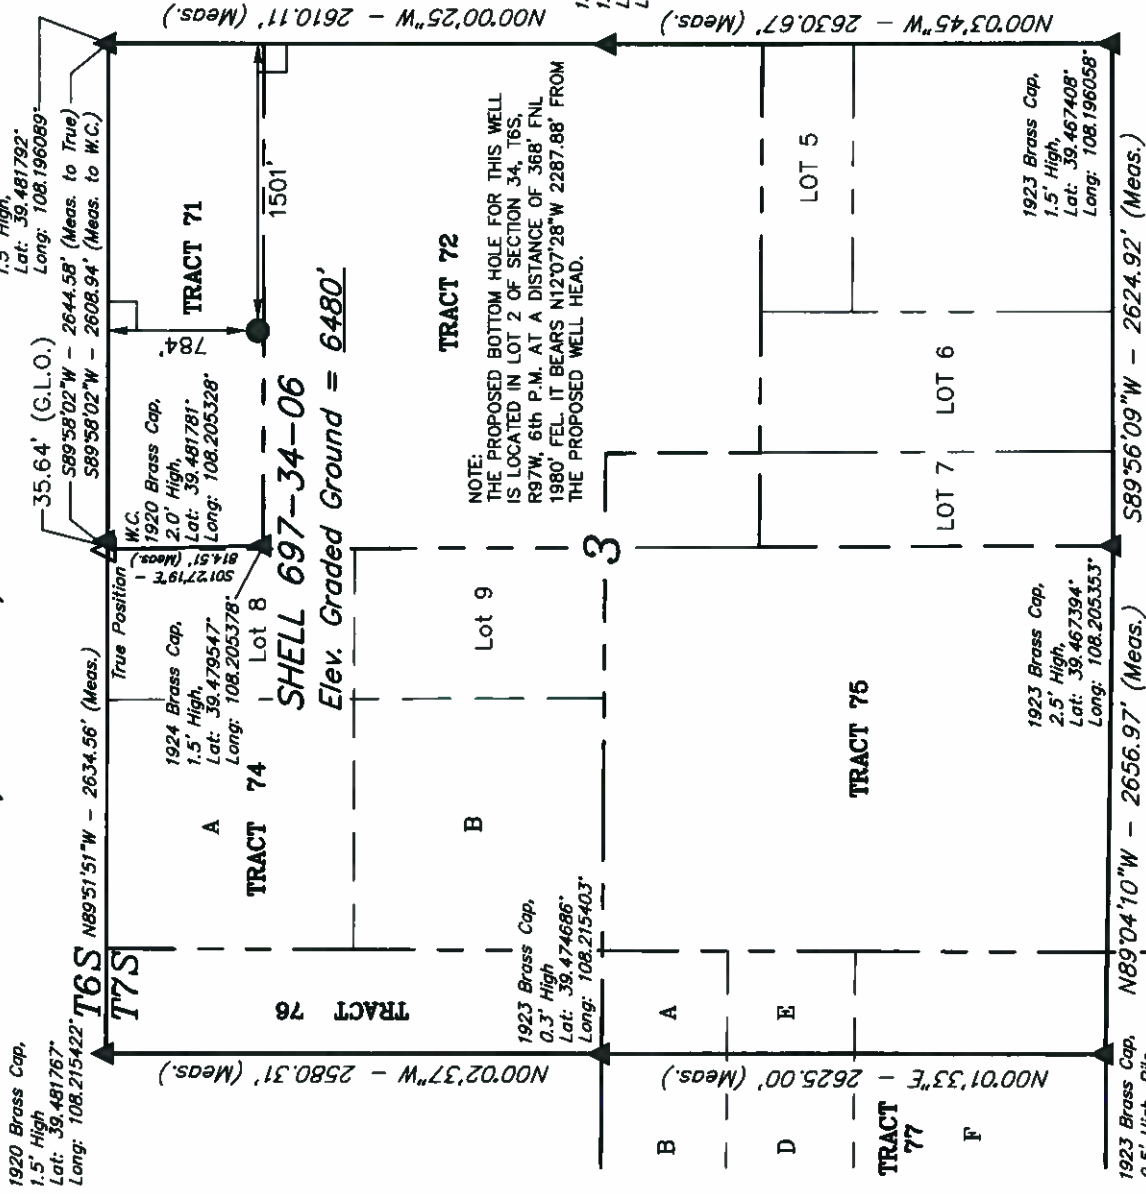 1920 Brass Cap,
1.5' High
Lat: 39.481767°
Long: 108.215422°
T6S
T7S
N89°51'51"W - 2634.56' (Meas.)
True Position
35.64' (G.L.O.)
S89°58'02"W - 2644.58' (Meas. to True)
S89°58'02"W - 2608.94' (Meas. to W.C.)
1.5' High,
Lat: 39.481792°
Long: 108.196089°
W.C.
1920 Brass Cap,
2.0' High,
Lat: 39.481781°
Long: 108.205328°
S01°27'19"E -
814.51' (Meas.)
784'
TRACT 71
1501'
N00°00'25"W - 2610.11' (Meas.)
1924 Brass Cap,
1.5' High,
Lat: 39.479547°
Long: 108.205378°
Lot 8
A
TRACT 74
SHELL 697-34-06
Elev. Graded Ground = 6480'
TRACT 72
NOTE:
THE PROPOSED BOTTOM HOLE FOR THIS WELL
IS LOCATED IN LOT 2 OF SECTION 34, T6S,
R97W, 6th P.M. AT A DISTANCE OF 368' FNL
1980' FEL. IT BEARS N12°07'28"W 2287.88' FROM
THE PROPOSED WELL HEAD.
TRACT 76
B
Lot 9
N00°02'37"W - 2580.31' (Meas.)
1923 Brass Cap,
0.3' High
Lat: 39.474686°
Long: 108.215403°
3
N00°03'45"W - 2630.67' (Meas.)
B
A
D
E
TRACT
77
F
N00°01'33"E - 2625.00' (Meas.)
TRACT 75
LOT 5
LOT 6
LOT 7
1923 Brass Cap,
2.5' High,
Lat: 39.467394°
Long: 108.205353°
1923 Brass Cap,
1.5' High,
Lat: 39.467408°
Long: 108.196058°
1923 Brass Cap,
N89°04'10"W - 2656.97' (Meas.)
S89°56'09"W - 2624.92' (Meas.)